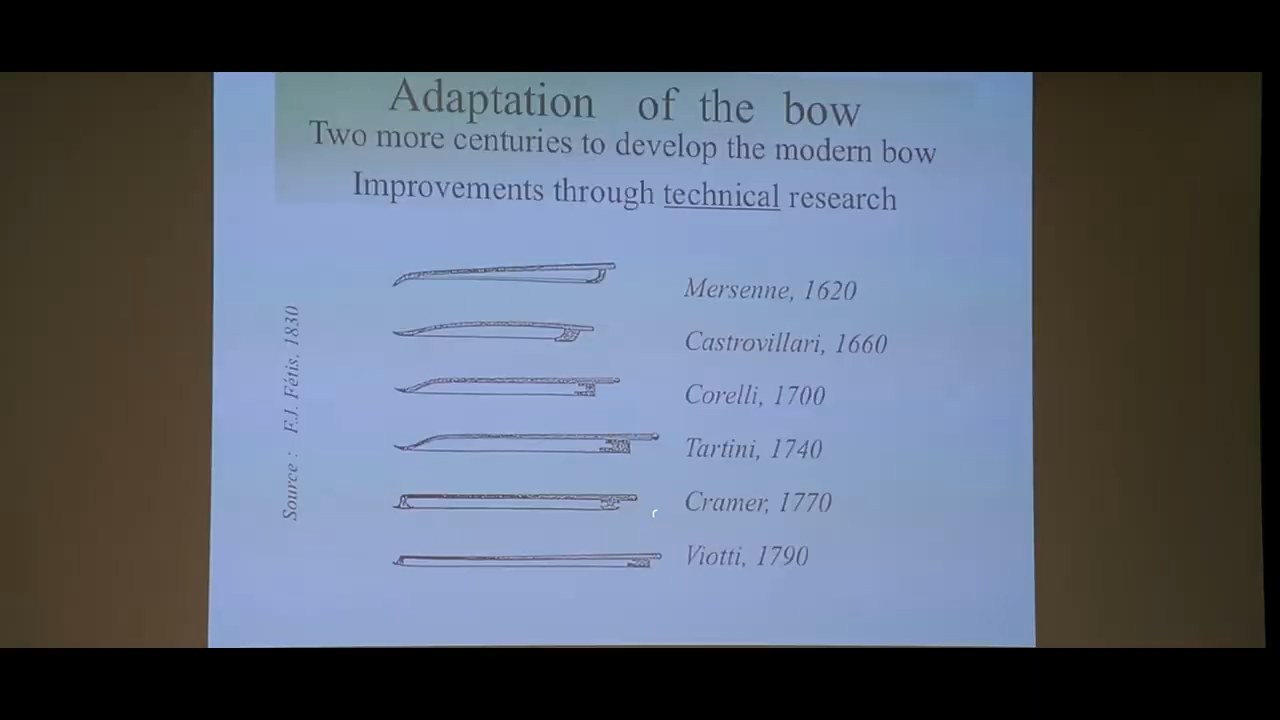 Adaptation of the bow
Two more centuries to develop the modern bow
Improvements through technical research
Mersenne, 1620
Castrovillari, 1660
Corelli, 1700
Tartini, 1740
Cramer, 1770
Viotti, 1790
Source : F.J. Fétis, 1830